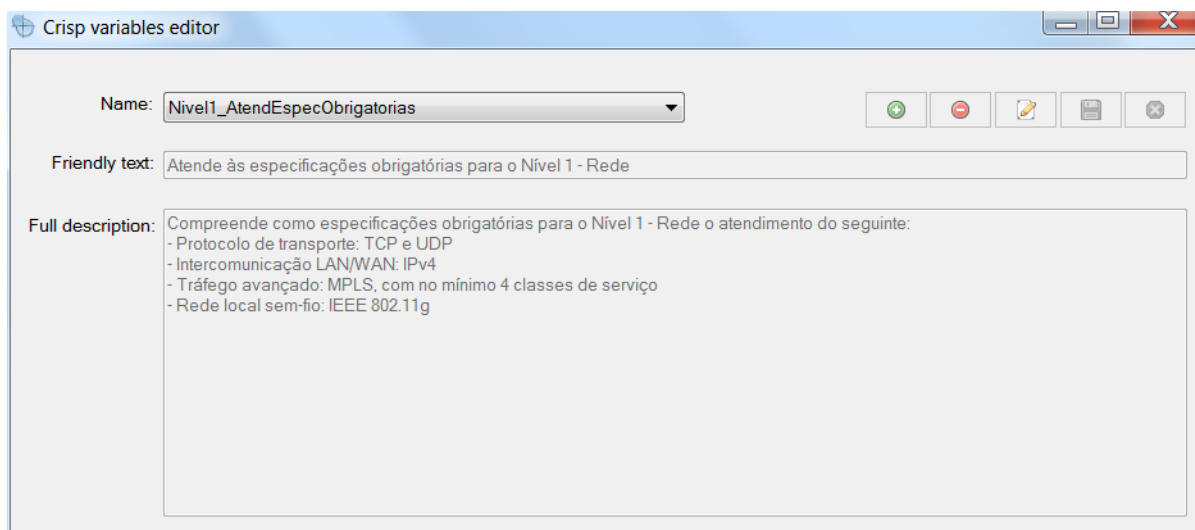 Crisp variables editor
Name: Nivel1_AtendEspecObrigatorias
Friendly text: Atende às especificações obrigatórias para o Nível 1 - Rede
Full description: Compreende como especificações obrigatórias para o Nível 1 - Rede o atendimento do seguinte:
- Protocolo de transporte: TCP e UDP
- Intercomunicação LAN/WAN: IPv4
- Tráfego avançado: MPLS, com no mínimo 4 classes de serviço
- Rede local sem-fio: IEEE 802.11g